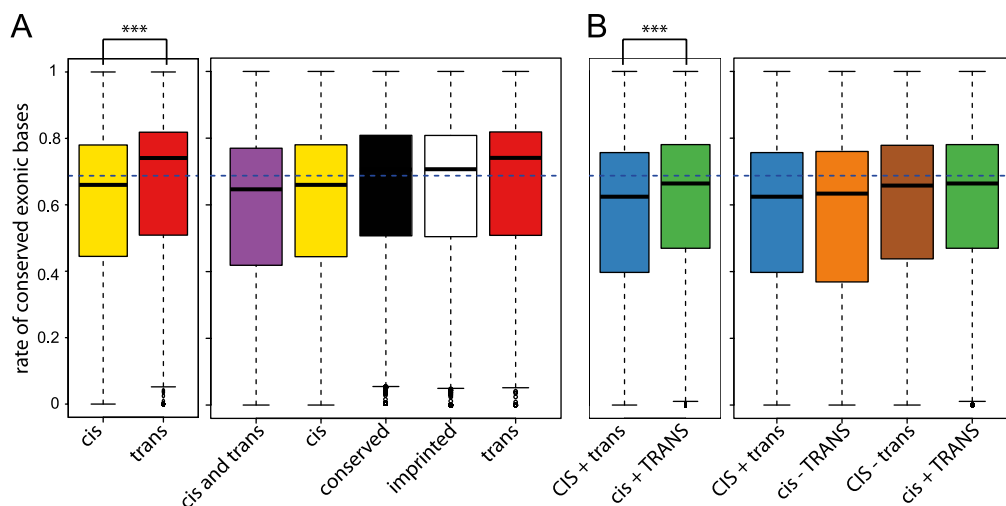 A
B
***
***
rate of conserved exonic bases
1
0.8
0.6
0.4
0.2
0
cis
trans
cis and trans
cis
conserved
imprinted
trans
CIS + trans
cis + TRANS
CIS + trans
cis - TRANS
CIS - trans
cis + TRANS